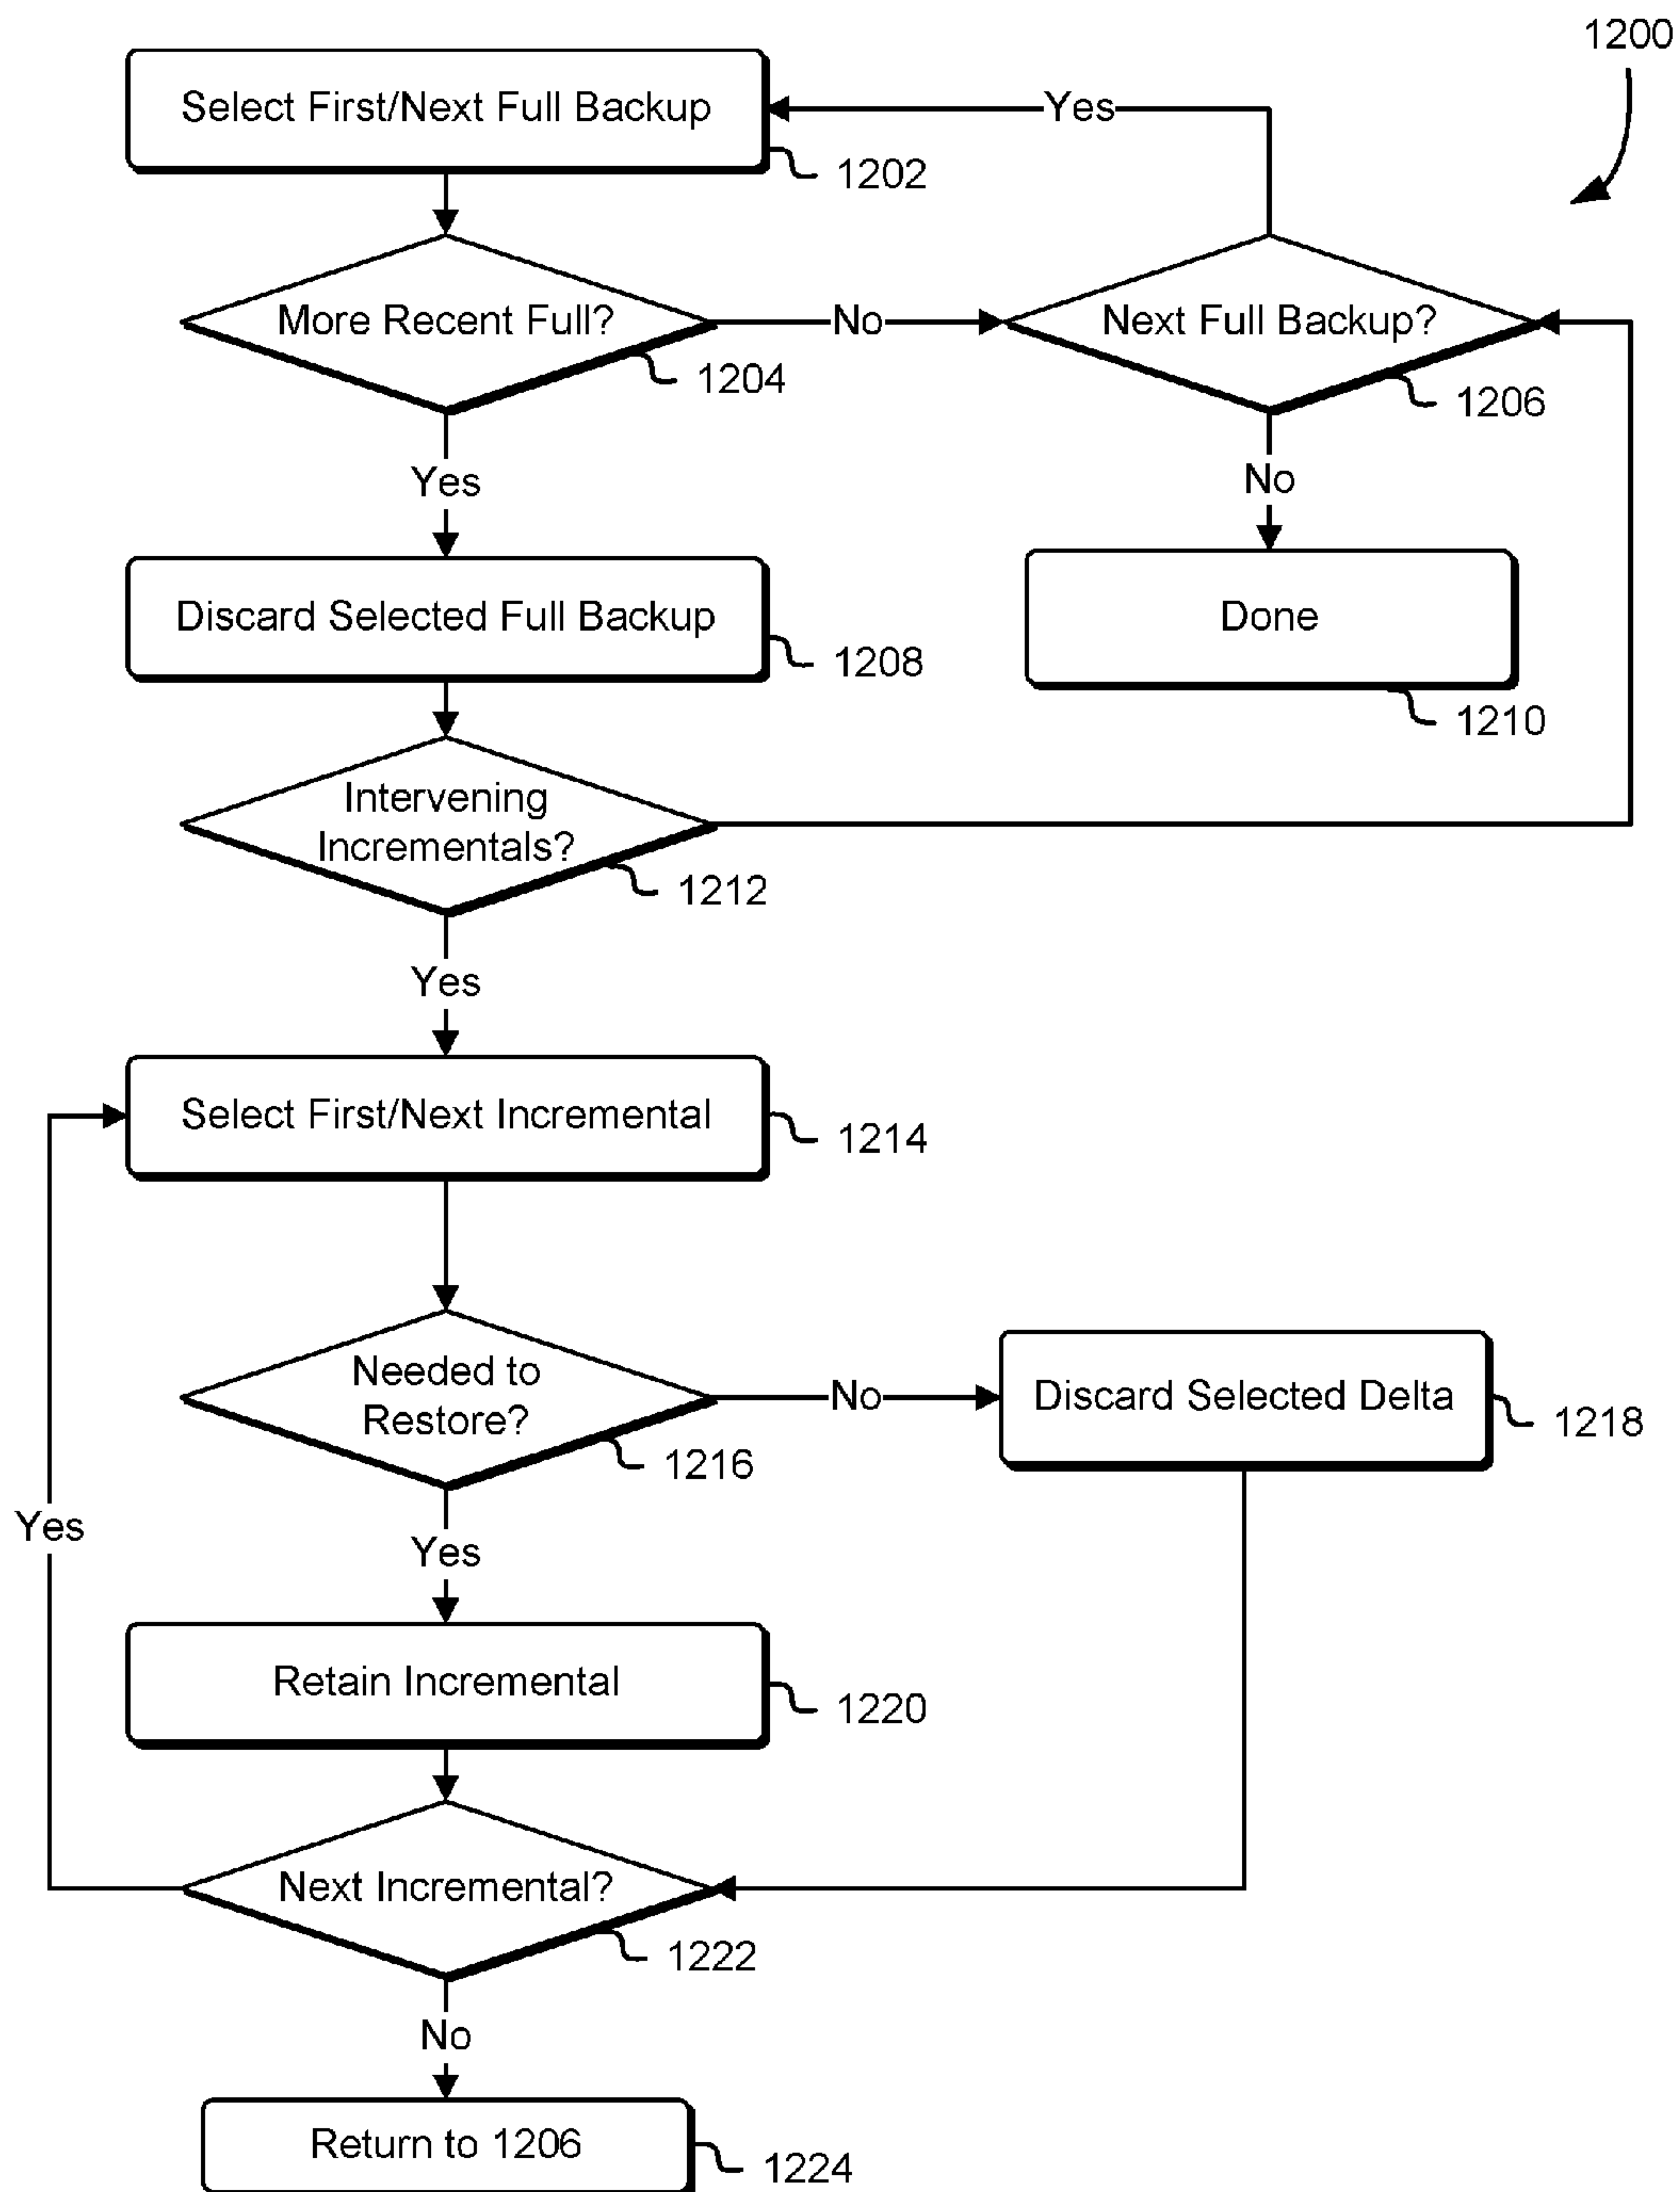 1200
Select First/Next Full Backup
Yes
1202
More Recent Full?
No
Next Full Backup?
1204
1206
Yes
No
Discard Selected Full Backup
Done
1208
1210
Intervening
Incrementals?
1212
Yes
Select First/Next Incremental
1214
Needed to
Restore?
No
Discard Selected Delta
1216
1218
Yes
Yes
Retain Incremental
1220
Next Incremental?
1222
No
Return to 1206
1224